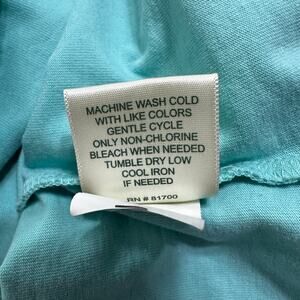 MACHINE WASH COLD
WITH LIKE COLORS
GENTLE CYCLE
ONLY NON-CHLORINE
BLEACH WHEN NEEDED
TUMBLE DRY LOW
COOL IRON
IF NEEDED
RN # 81700